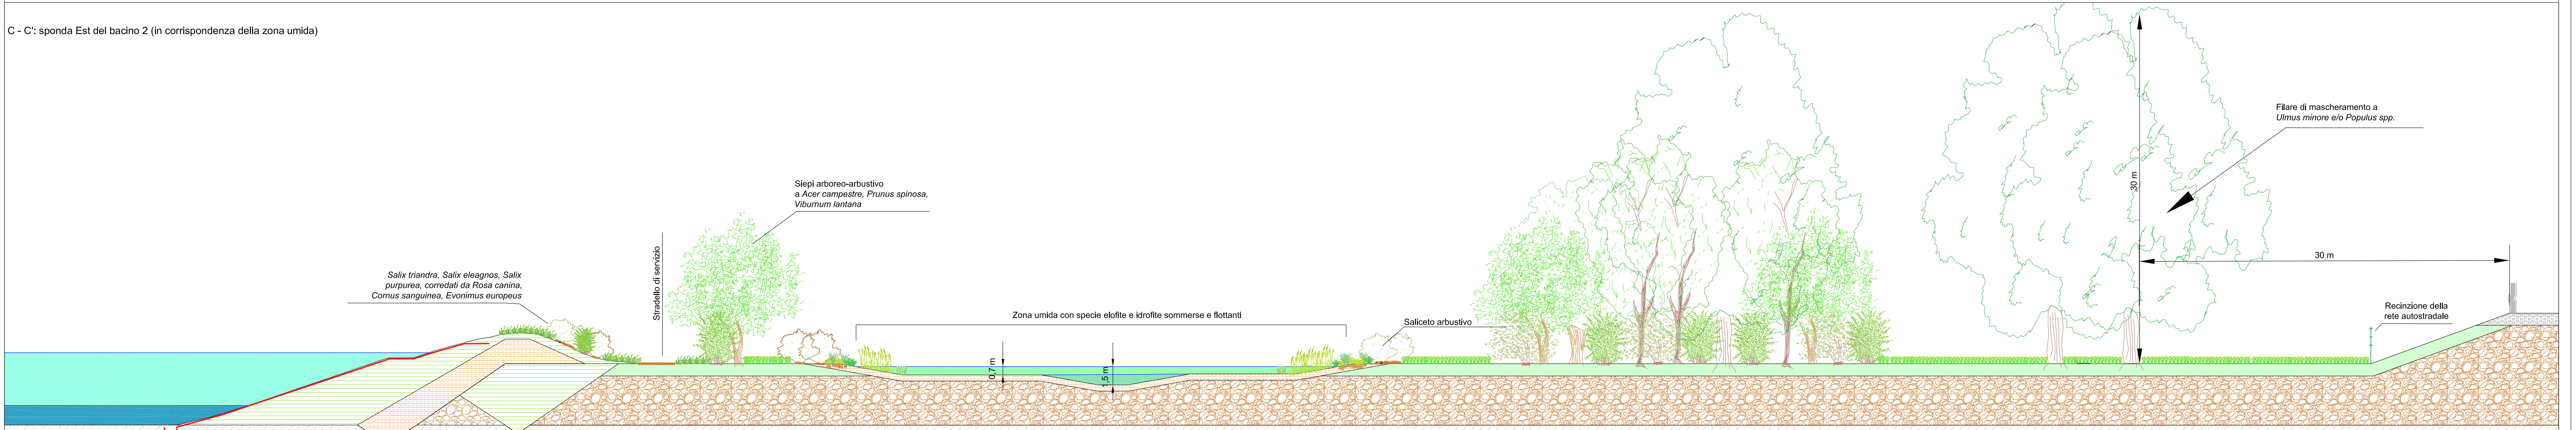 C - C': sponda Est del bacino 2 (in corrispondenza della zona umida)
Salix triandra, Salix eleagnos, Salix
purpurea, corredati da Rosa canina,
Cornus sanguinea, Evonimus europeus
Stradello di servizio
Siepi arboreo-arbustivo
a Acer campestre, Prunus spinosa,
Viburnum lantana
Zona umida con specie elofite e idrofite sommerse e flottanti
0,7 m
1,5 m
Saliceto arbustivo
30 m
Filare di mascheramento a
Ulmus minore e/o Populus spp.
30 m
Recinzione della
rete autostradale